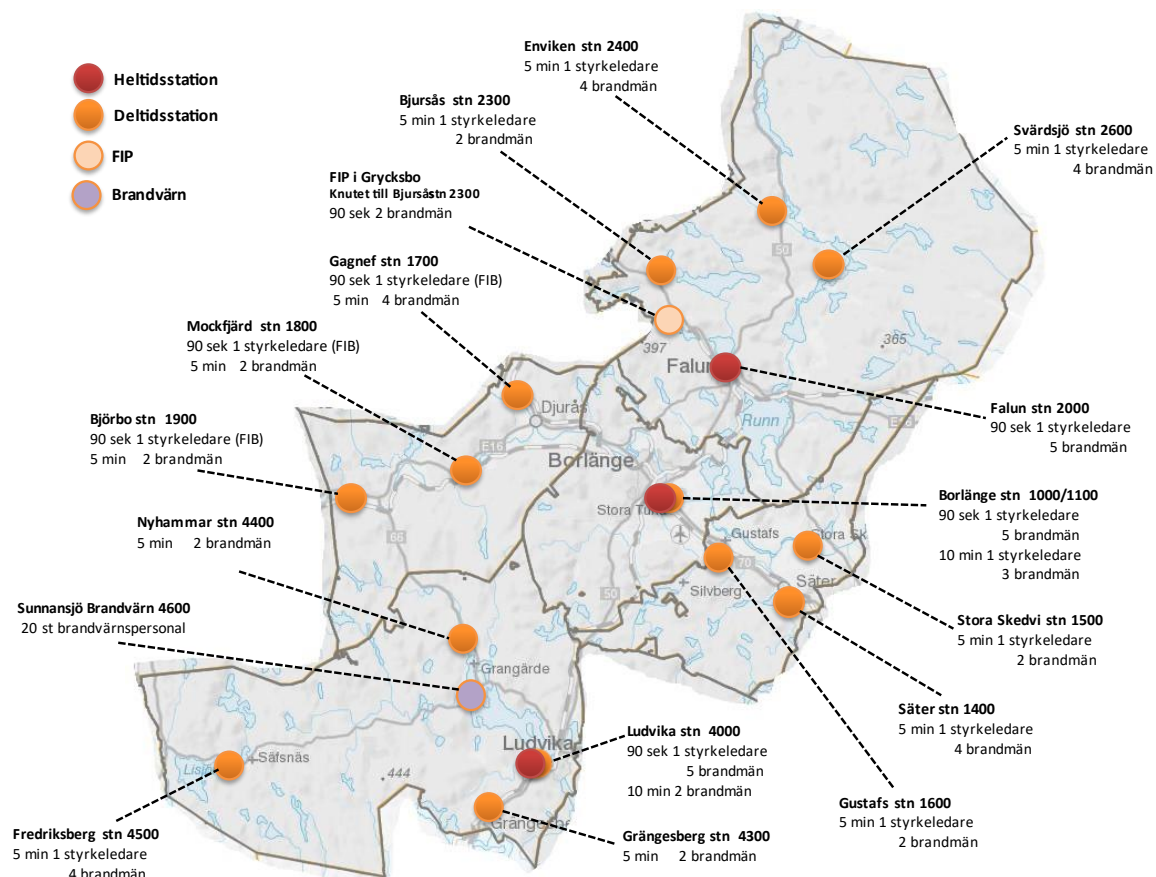 Heltidsstation
Deltidsstation
FIP
Brandvärn
Enviken stn 2400
5 min 1 styrkeledare
4 brandmän
Bjursås stn 2300
5 min 1 styrkeledare
2 brandmän
Svärdsjö stn 2600
5 min 1 styrkeledare
4 brandmän
FIP i Grycksbo
Knutet till Bjursåstn 2300
90 sek 2 brandmän
Gagnef stn 1700
90 sek 1 styrkeledare (FIB)
5 min 4 brandmän
Mockfjärd stn 1800
90 sek 1 styrkeledare (FIB)
5 min 2 brandmän
Björbo stn 1900
90 sek 1 styrkeledare (FIB)
5 min 2 brandmän
Nyhammar stn 4400
5 min 2 brandmän
Sunnansjö Brandvärn 4600
20 st brandvärnspersonal
Falun stn 2000
90 sek 1 styrkeledare
5 brandmän
Borlänge stn 1000/1100
90 sek 1 styrkeledare
5 brandmän
10 min 1 styrkeledare
3 brandmän
Stora Skedvi stn 1500
5 min 1 styrkeledare
2 brandmän
Säter stn 1400
5 min 1 styrkeledare
4 brandmän
Ludvika stn 4000
90 sek 1 styrkeledare
5 brandmän
10 min 2 brandmän
Gustafs stn 1600
5 min 1 styrkeledare
2 brandmän
Grängesberg stn 4300
5 min 2 brandmän
Fredriksberg stn 4500
5 min 1 styrkeledare
4 brandmän
50
397
365
Falun
Runn
Djurås
E16
Borlänge
Stora Tuna
Gustafs
Stora Sk
66
70
50
Silvberg
Säter
Grangärde
Ludvika
Säfsnäs
444